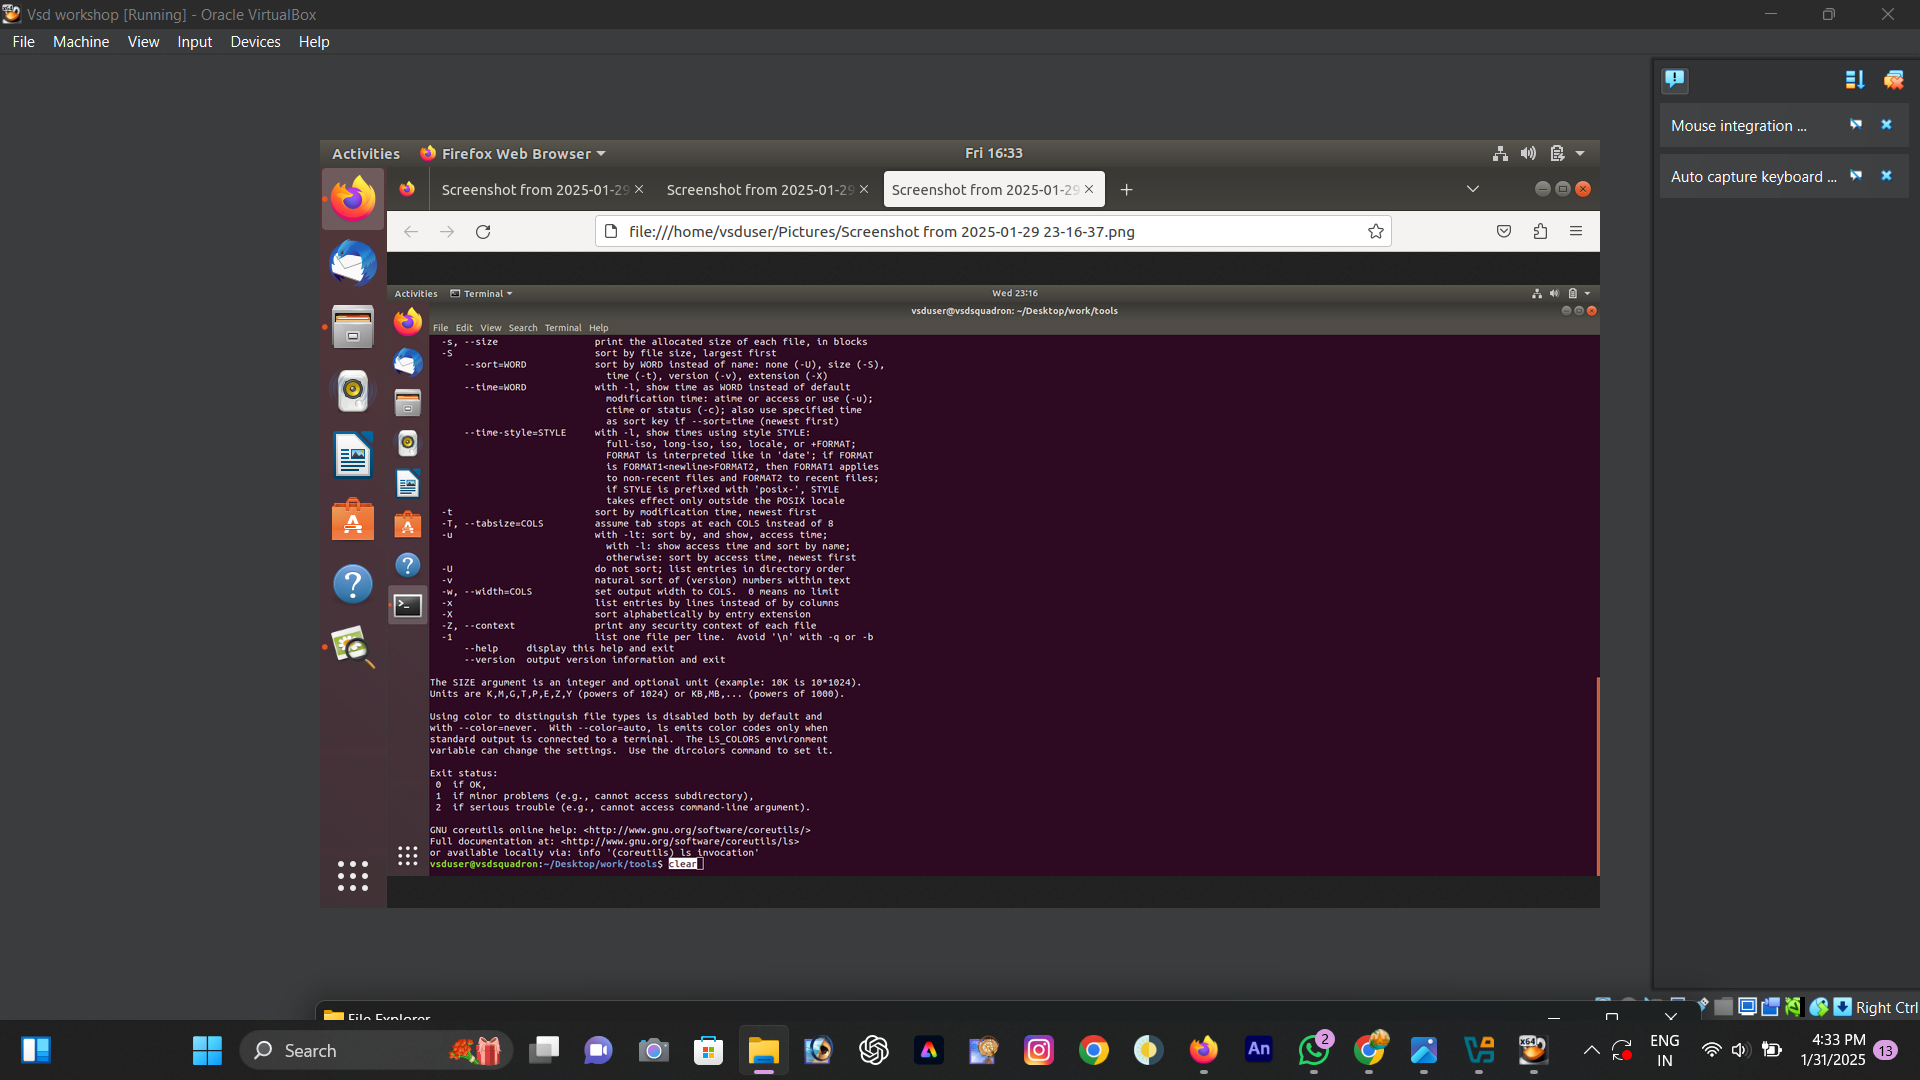 Vsd workshop [Running] - Oracle VirtualBox
File Machine View Input Devices Help
Mouse integration ...
Auto capture keyboard ...
Activities Firefox Web Browser Fri 16:33
Screenshot from 2025-01-29 Screenshot from 2025-01-29 Screenshot from 2025-01-29
file:///home/vsduser/Pictures/Screenshot from 2025-01-29 23-16-37.png
Activities Terminal Wed 23:16
vsduser@vsdsquadron: ~/Desktop/work/tools
File Edit View Search Terminal Help
-s, --size print the allocated size of each file, in blocks
-S sort by file size, largest first
--sort=WORD sort by WORD instead of name: none (-U), size (-S),
time (-t), version (-v), extension (-X)
--time=WORD with -l, show time as WORD instead of default
modification time: atime or access or use (-u);
ctime or status (-c); also use specified time
as sort key if --sort=time (newest first)
--time-style=STYLE with -l, show times using style STYLE:
full-iso, long-iso, iso, locale, or +FORMAT;
FORMAT is interpreted like in 'date'; if FORMAT
is FORMAT1<newline>FORMAT2, then FORMAT1 applies
to non-recent files and FORMAT2 to recent files;
if STYLE is prefixed with 'posix-', STYLE
takes effect only outside the POSIX locale
-t sort by modification time, newest first
-T, --tabsize=COLS assume tab stops at each COLS instead of 8
-u with -lt: sort by, and show, access time;
with -l: show access time and sort by name;
otherwise: sort by access time, newest first
-U do not sort; list entries in directory order
-v natural sort of (version) numbers within text
-w, --width=COLS set output width to COLS.  0 means no limit
-x list entries by lines instead of by columns
-X sort alphabetically by entry extension
-Z, --context print any security context of each file
-1 list one file per line.  Avoid '\n' with -q or -b
--help display this help and exit
--version output version information and exit
The SIZE argument is an integer and optional unit (example: 10K is 10*1024).
Units are K,M,G,T,P,E,Z,Y (powers of 1024) or KB,MB,... (powers of 1000).
Using color to distinguish file types is disabled both by default and
with --color=never.  With --color=auto, ls emits color codes only when
standard output is connected to a terminal.  The LS_COLORS environment
variable can change the settings.  Use the dircolors command to set it.
Exit status:
0 if OK,
1 if minor problems (e.g., cannot access subdirectory),
2 if serious trouble (e.g., cannot access command-line argument).
GNU coreutils online help: <http://www.gnu.org/software/coreutils/>
Full documentation at: <http://www.gnu.org/software/coreutils/ls>
or available locally via: info '(coreutils) ls invocation'
vsduser@vsdsquadron:~/Desktop/work/tools$ clear
Right Ctrl
File Explorer
Search
An
2
ENG
IN
4:33 PM
1/31/2025
13